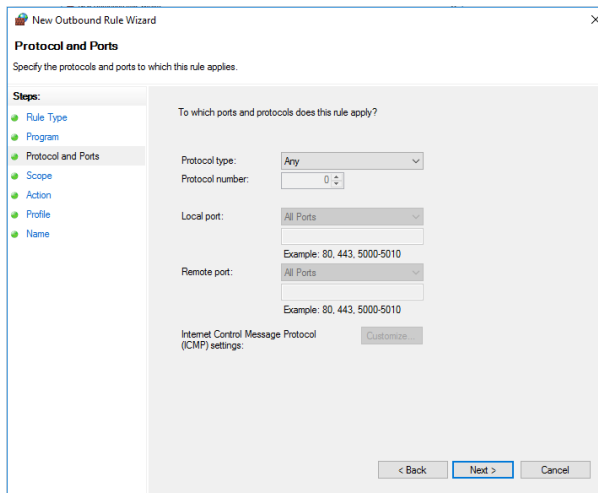 New Outbound Rule Wizard
Protocol and Ports
Specify the protocols and ports to which this rule applies.
Steps:
Rule Type
Program
Protocol and Ports
Scope
Action
Profile
Name
To which ports and protocols does this rule apply?
Protocol type: Any
Protocol number: 0
Local port: All Ports
Example: 80, 443, 5000-5010
Remote port: All Ports
Example: 80, 443, 5000-5010
Internet Control Message Protocol
(ICMP) settings: Customize...
< Back Next > Cancel